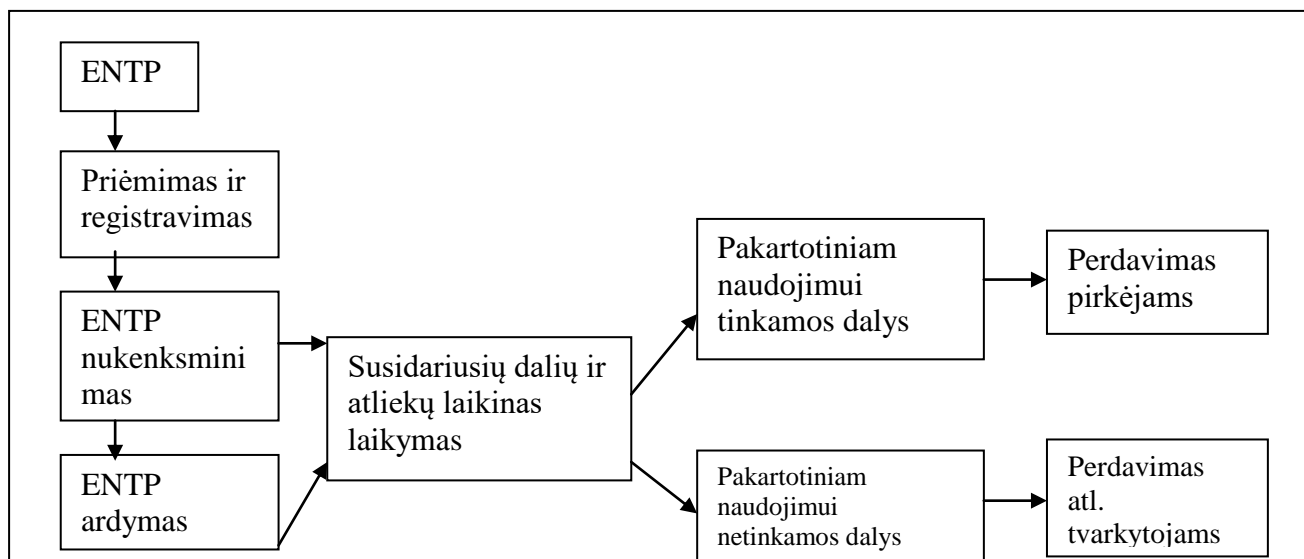 ENTP
Priėmimas ir
registravimas
ENTP
nukenksmini
mas
ENTP
ardymas
Susidariusių dalių ir
atliekų laikinas
laikymas
Pakartotiniam
naudojimui
tinkamos dalys
Perdavimas
pirkėjams
Pakartotiniam
naudojimui
netinkamos dalys
Perdavimas
atl.
tvarkytojams